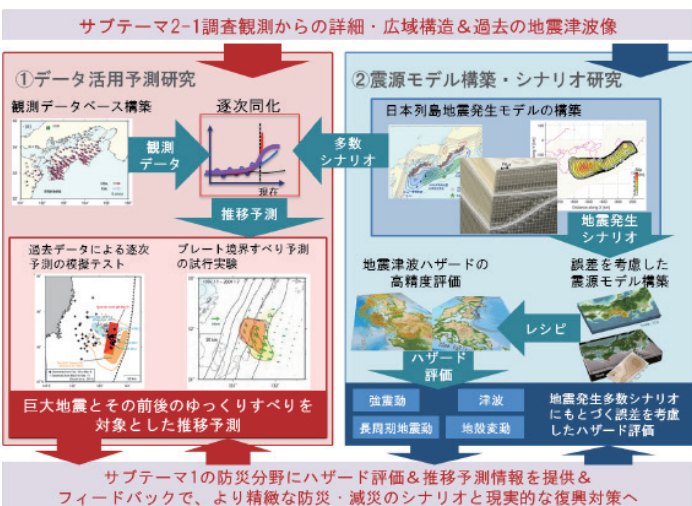 サブテーマ2-1調査観測からの詳細・広域構造＆過去の地震津波像
①データ活用予測研究
観測データベース構築
逐次同化
観測
データ
現在
推移予測
過去データによる逐次
予測の模擬テスト
プレート境界すべり予測
の試行実験
巨大地震とその前後のゆっくりすべりを
対象とした推移予測
②震源モデル構築・シナリオ研究
日本列島地震発生モデルの構築
多数
シナリオ
地震発生
シナリオ
地震津波ハザードの
高精度評価
誤差を考慮した
震源モデル構築
レシピ
ハザード
評価
強震動
津波
長周期地震動
地殻変動
地震発生多数シナリオ
にもとづく誤差を考慮
したハザード評価
サブテーマ1の防災分野にハザード評価＆推移予測情報を提供＆
フィードバックで、より精緻な防災・減災のシナリオと現実的な復興対策へ